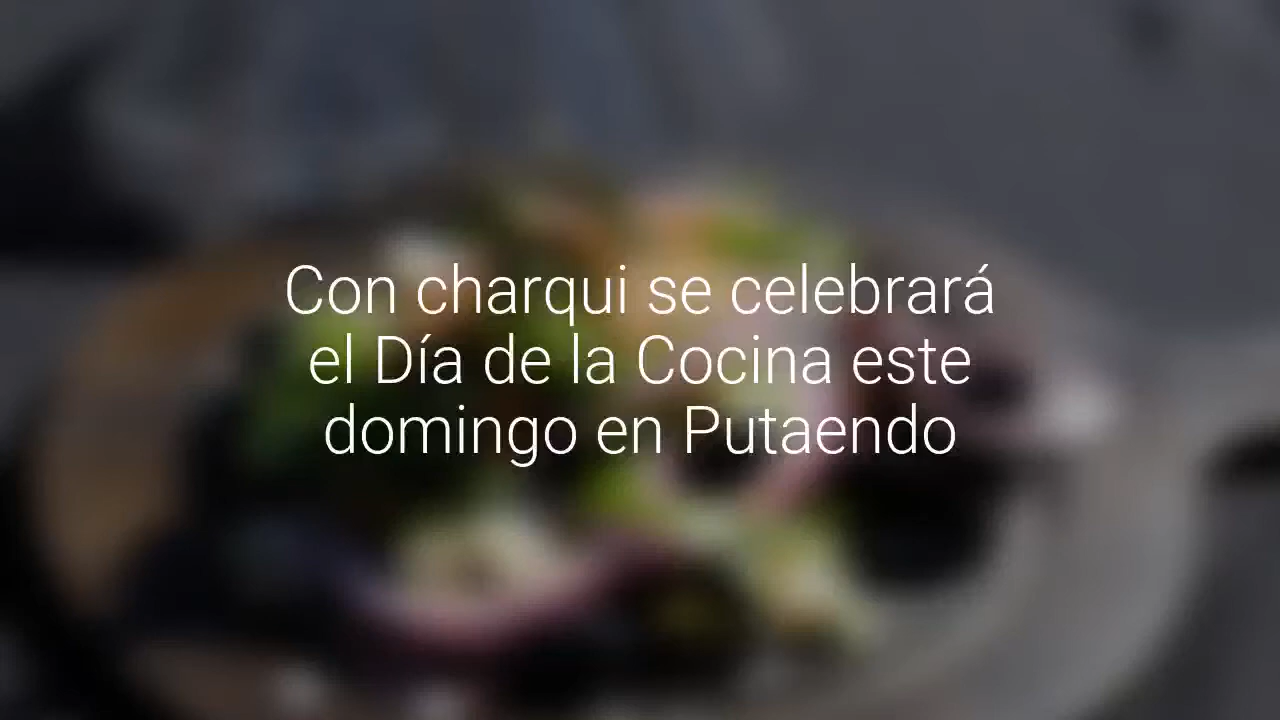 Con charqui se celebrará
el Día de la Cocina este
domingo en Putaendo